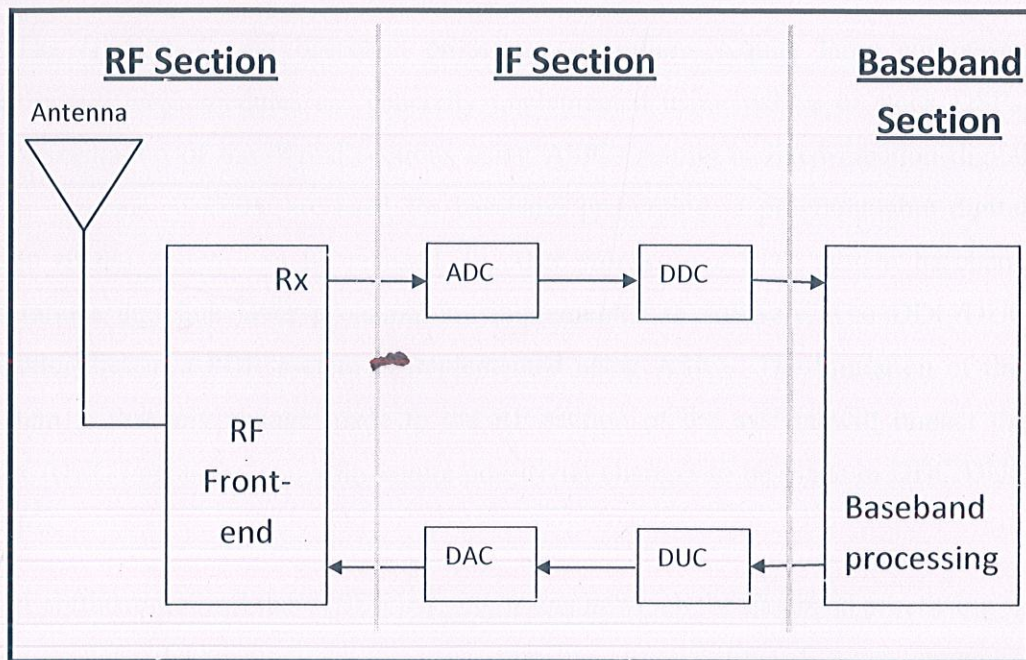 RF Section
IF Section
Baseband
Section
Antenna
Rx
ADC
DDC
RF
Front-
end
DAC
DUC
Baseband
processing